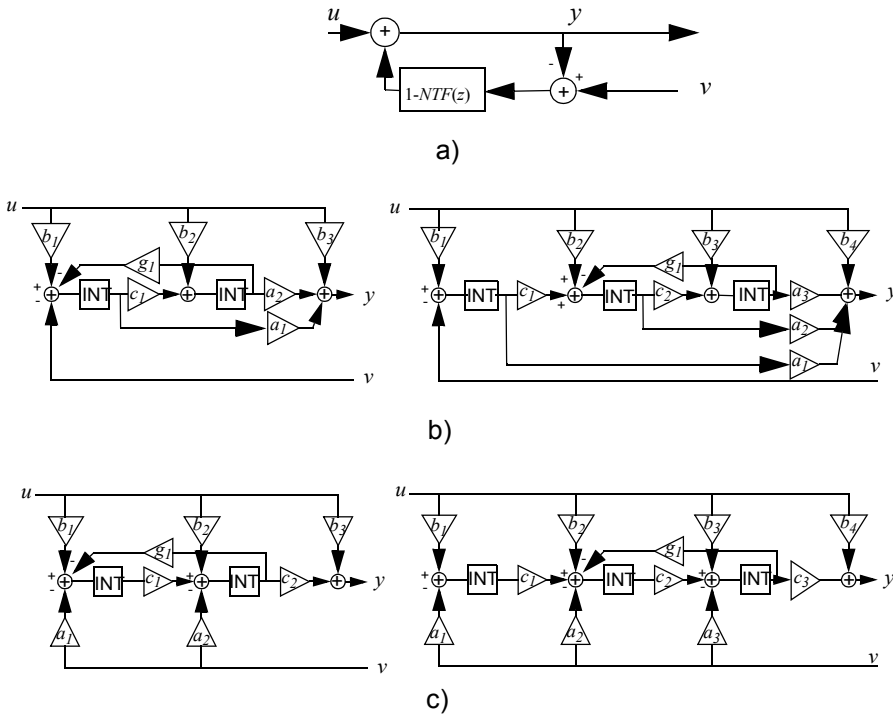 u y
1-NTF(z)
- +
v
a)
u
b1 b2 b3
g1
+ - - INT c1 INT a2 y
a1
v
u
b1 b2 b3 b4
g1
+ - INT c1 + + - INT c2 INT a3 y
a2
a1
v
b)
u
b1 b2 b3
g1
+ - - INT c1 + - INT c2 y
a1 a2
v
u
b1 b2 b3 b4
g1
+ - INT c1 + - - INT c2 + - INT c3 y
a1 a2 a3
v
c)